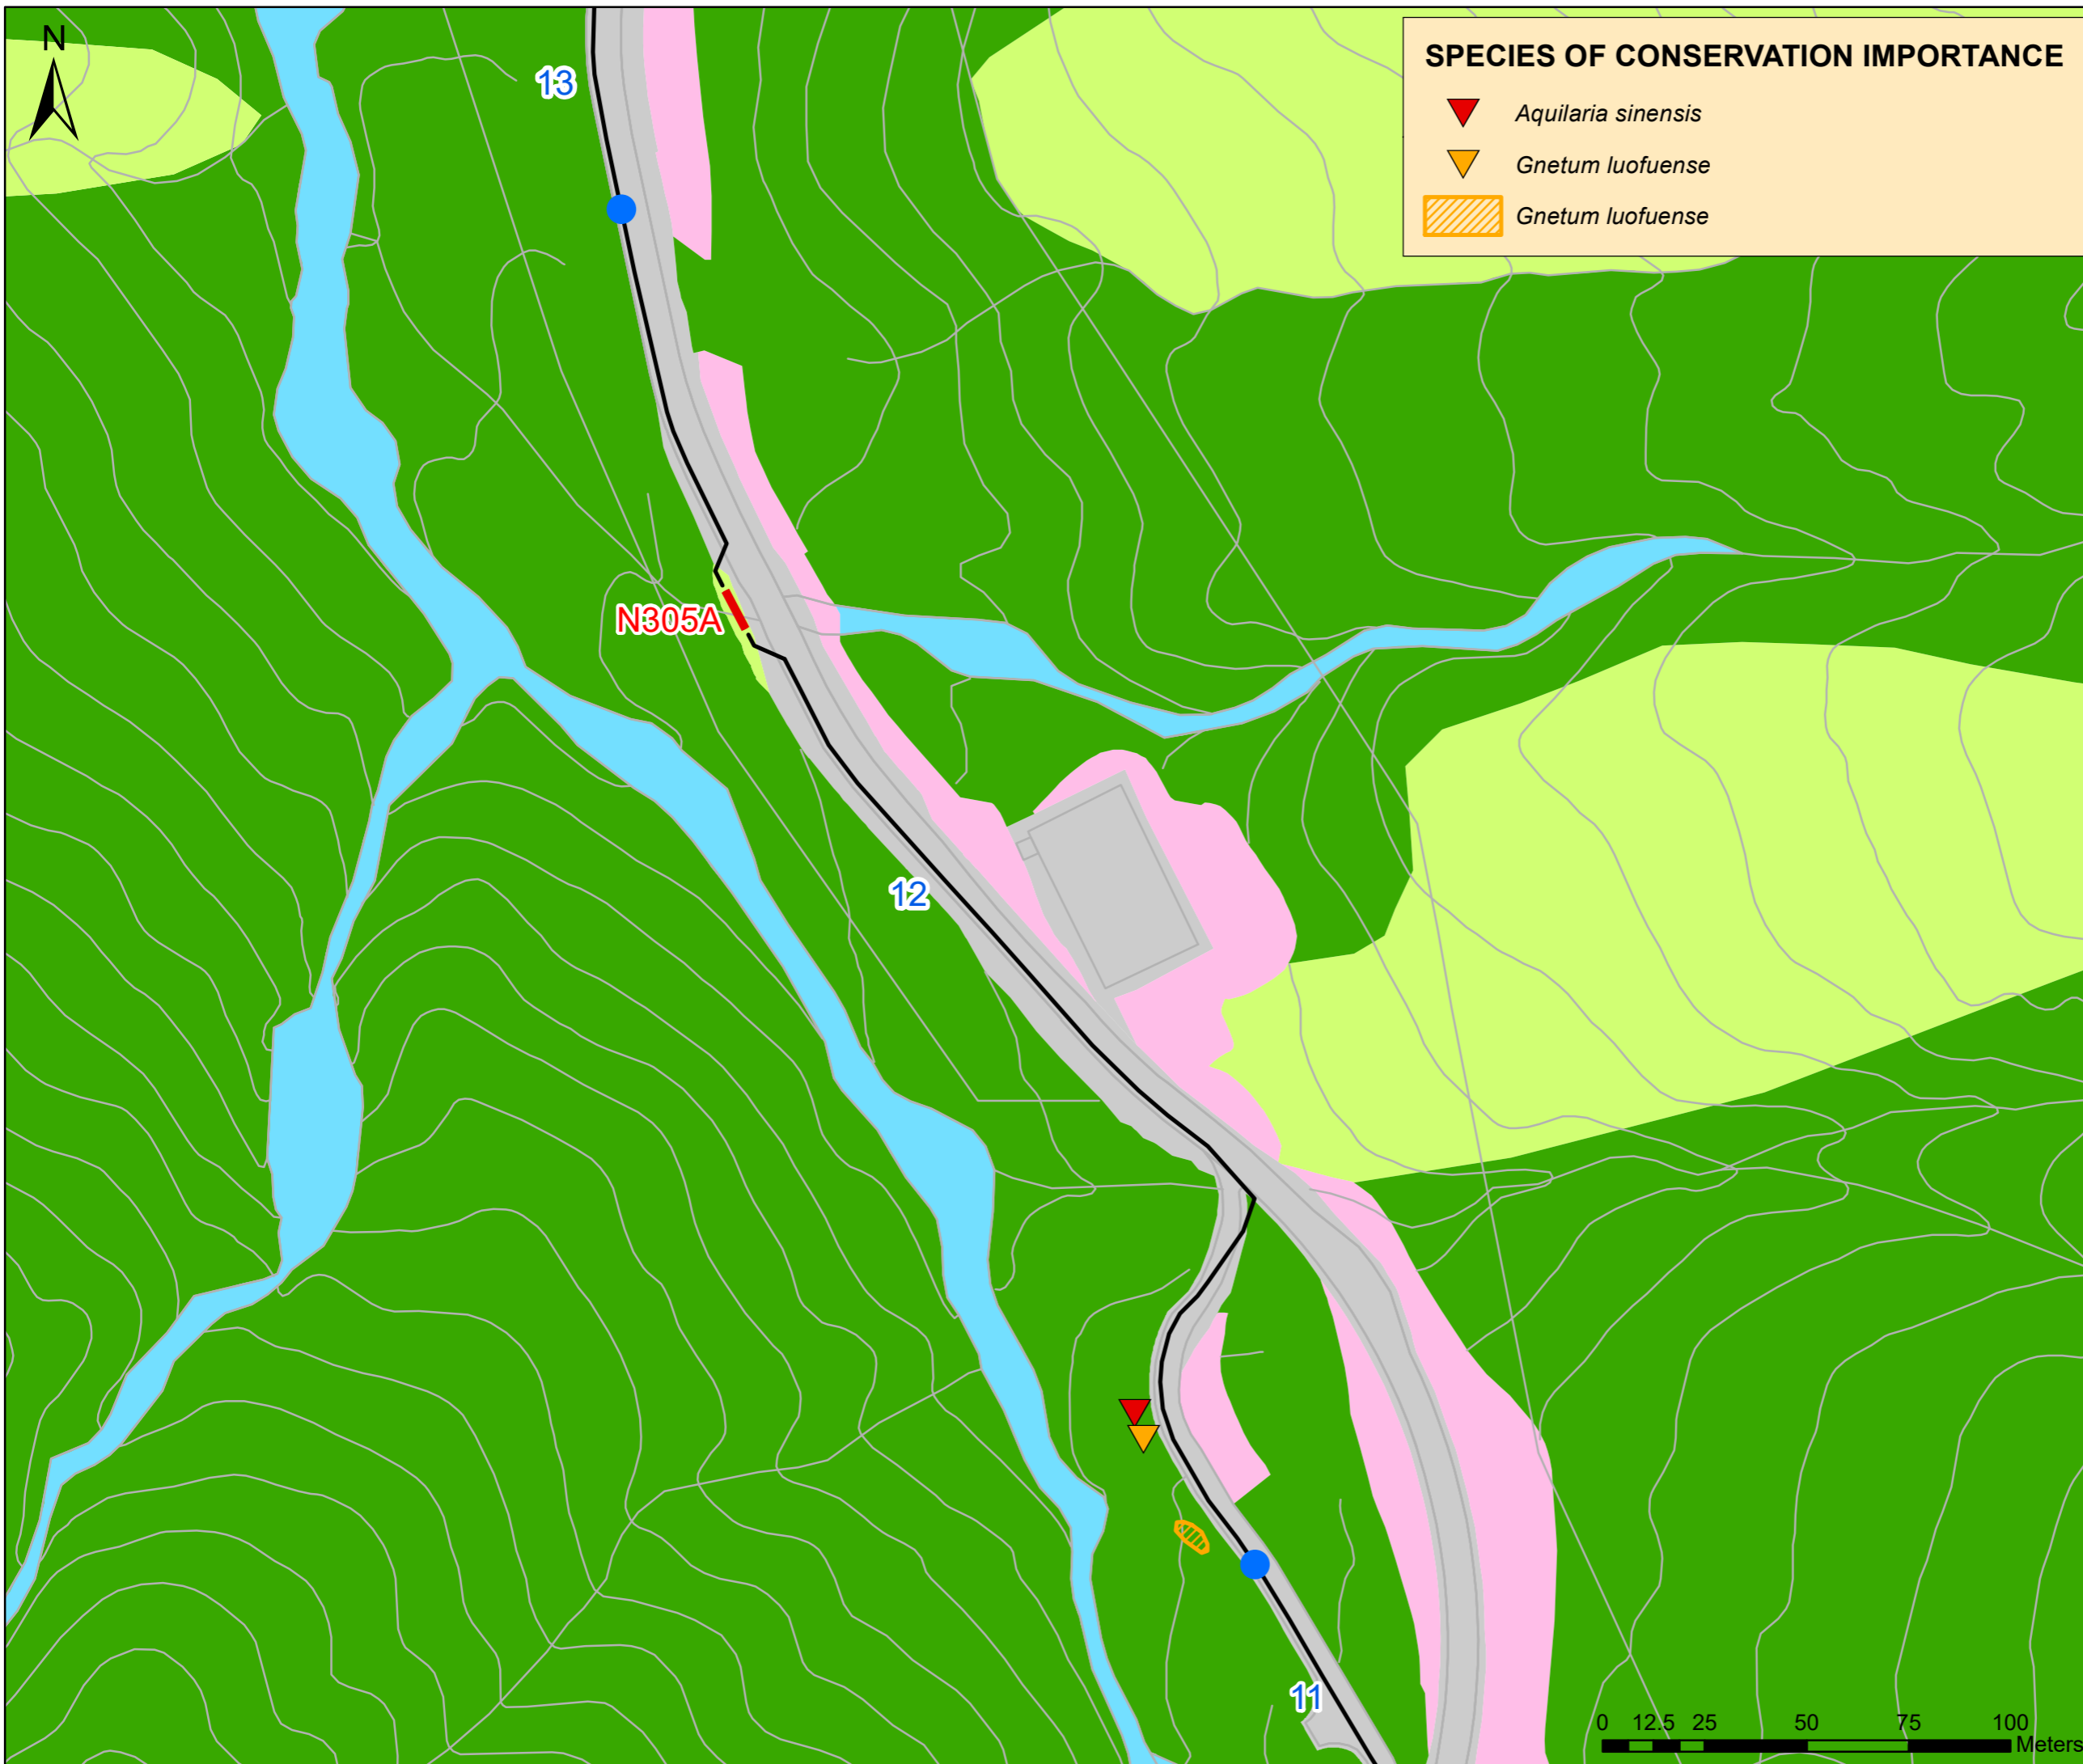 N
SPECIES OF CONSERVATION IMPORTANCE
Aquilaria sinensis
Gnetum luofuense
Gnetum luofuense
13
N305A
12
11
0 12.5 25 50 75 100
Meters